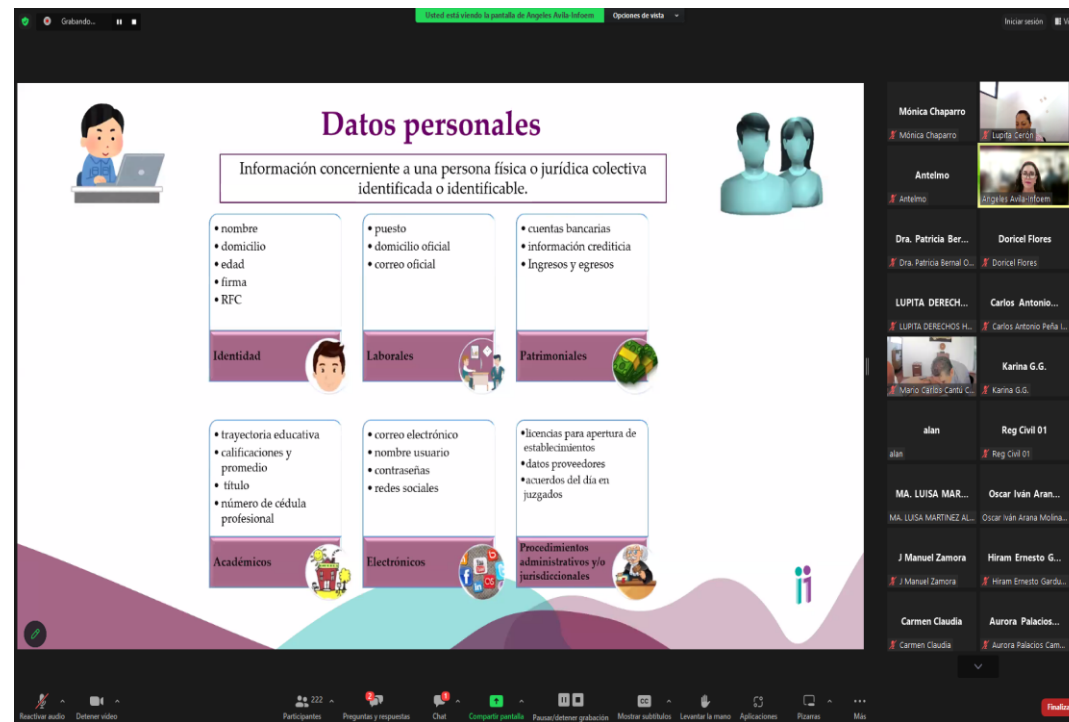 Grabando...
Usted está viendo la pantalla de Angeles Avila-Infoem
Opciones de vista
Iniciar sesión
Datos personales
Información concerniente a una persona física o jurídica colectiva
identificada o identificable.
• nombre
• domicilio
• edad
• firma
• RFC
Identidad
• puesto
• domicilio oficial
• correo oficial
Laborales
• cuentas bancarias
• información crediticia
• Ingresos y egresos
Patrimoniales
• trayectoria educativa
• calificaciones y
promedio
• título
• número de cédula
profesional
Académicos
• correo electrónico
• nombre usuario
• contraseñas
• redes sociales
Electrónicos
• licencias para apertura de
establecimientos
• datos proveedores
• acuerdos del día en
juzgados
Procedimientos
administrativos y/o
jurisdiccionales
Mónica Chaparro
Mónica Chaparro
Lupita Cerón
Antelmo
Antelmo
Angeles Avila-Infoem
Dra. Patricia Ber...
Dra. Patricia Bernal O...
Doricel Flores
Doricel Flores
LUPITA DERECH...
LUPITA DERECHOS H...
Carlos Antonio...
Carlos Antonio Peña I...
Mario Carlos Cantú C...
Karina G.G.
Karina G.G.
alan
alan
Reg Civil 01
Reg Civil 01
MA. LUISA MAR...
MA. LUISA MARTINEZ AL...
Oscar Iván Aran...
Oscar Iván Arana Molina...
J Manuel Zamora
J Manuel Zamora
Hiram Ernesto G...
Hiram Ernesto Gardu...
Carmen Claudia
Carmen Claudia
Aurora Palacios...
Aurora Palacios Cam...
Reactivar audio
Detener video
222
Participantes
2
Preguntas y respuestas
1
Chat
Compartir pantalla
Pausar/detener grabación
CC
Mostrar subtítulos
Levantar la mano
Aplicaciones
Pizarras
Más
Finaliza